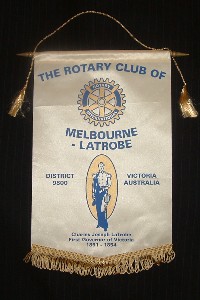 THE ROTARY CLUB OF
ROTARY
INTERNATIONAL
MELBOURNE
- LATROBE
DISTRICT VICTORIA
9800 AUSTRALIA
Charles Joseph Latrobe
First Governor of Victoria
1851 - 1854